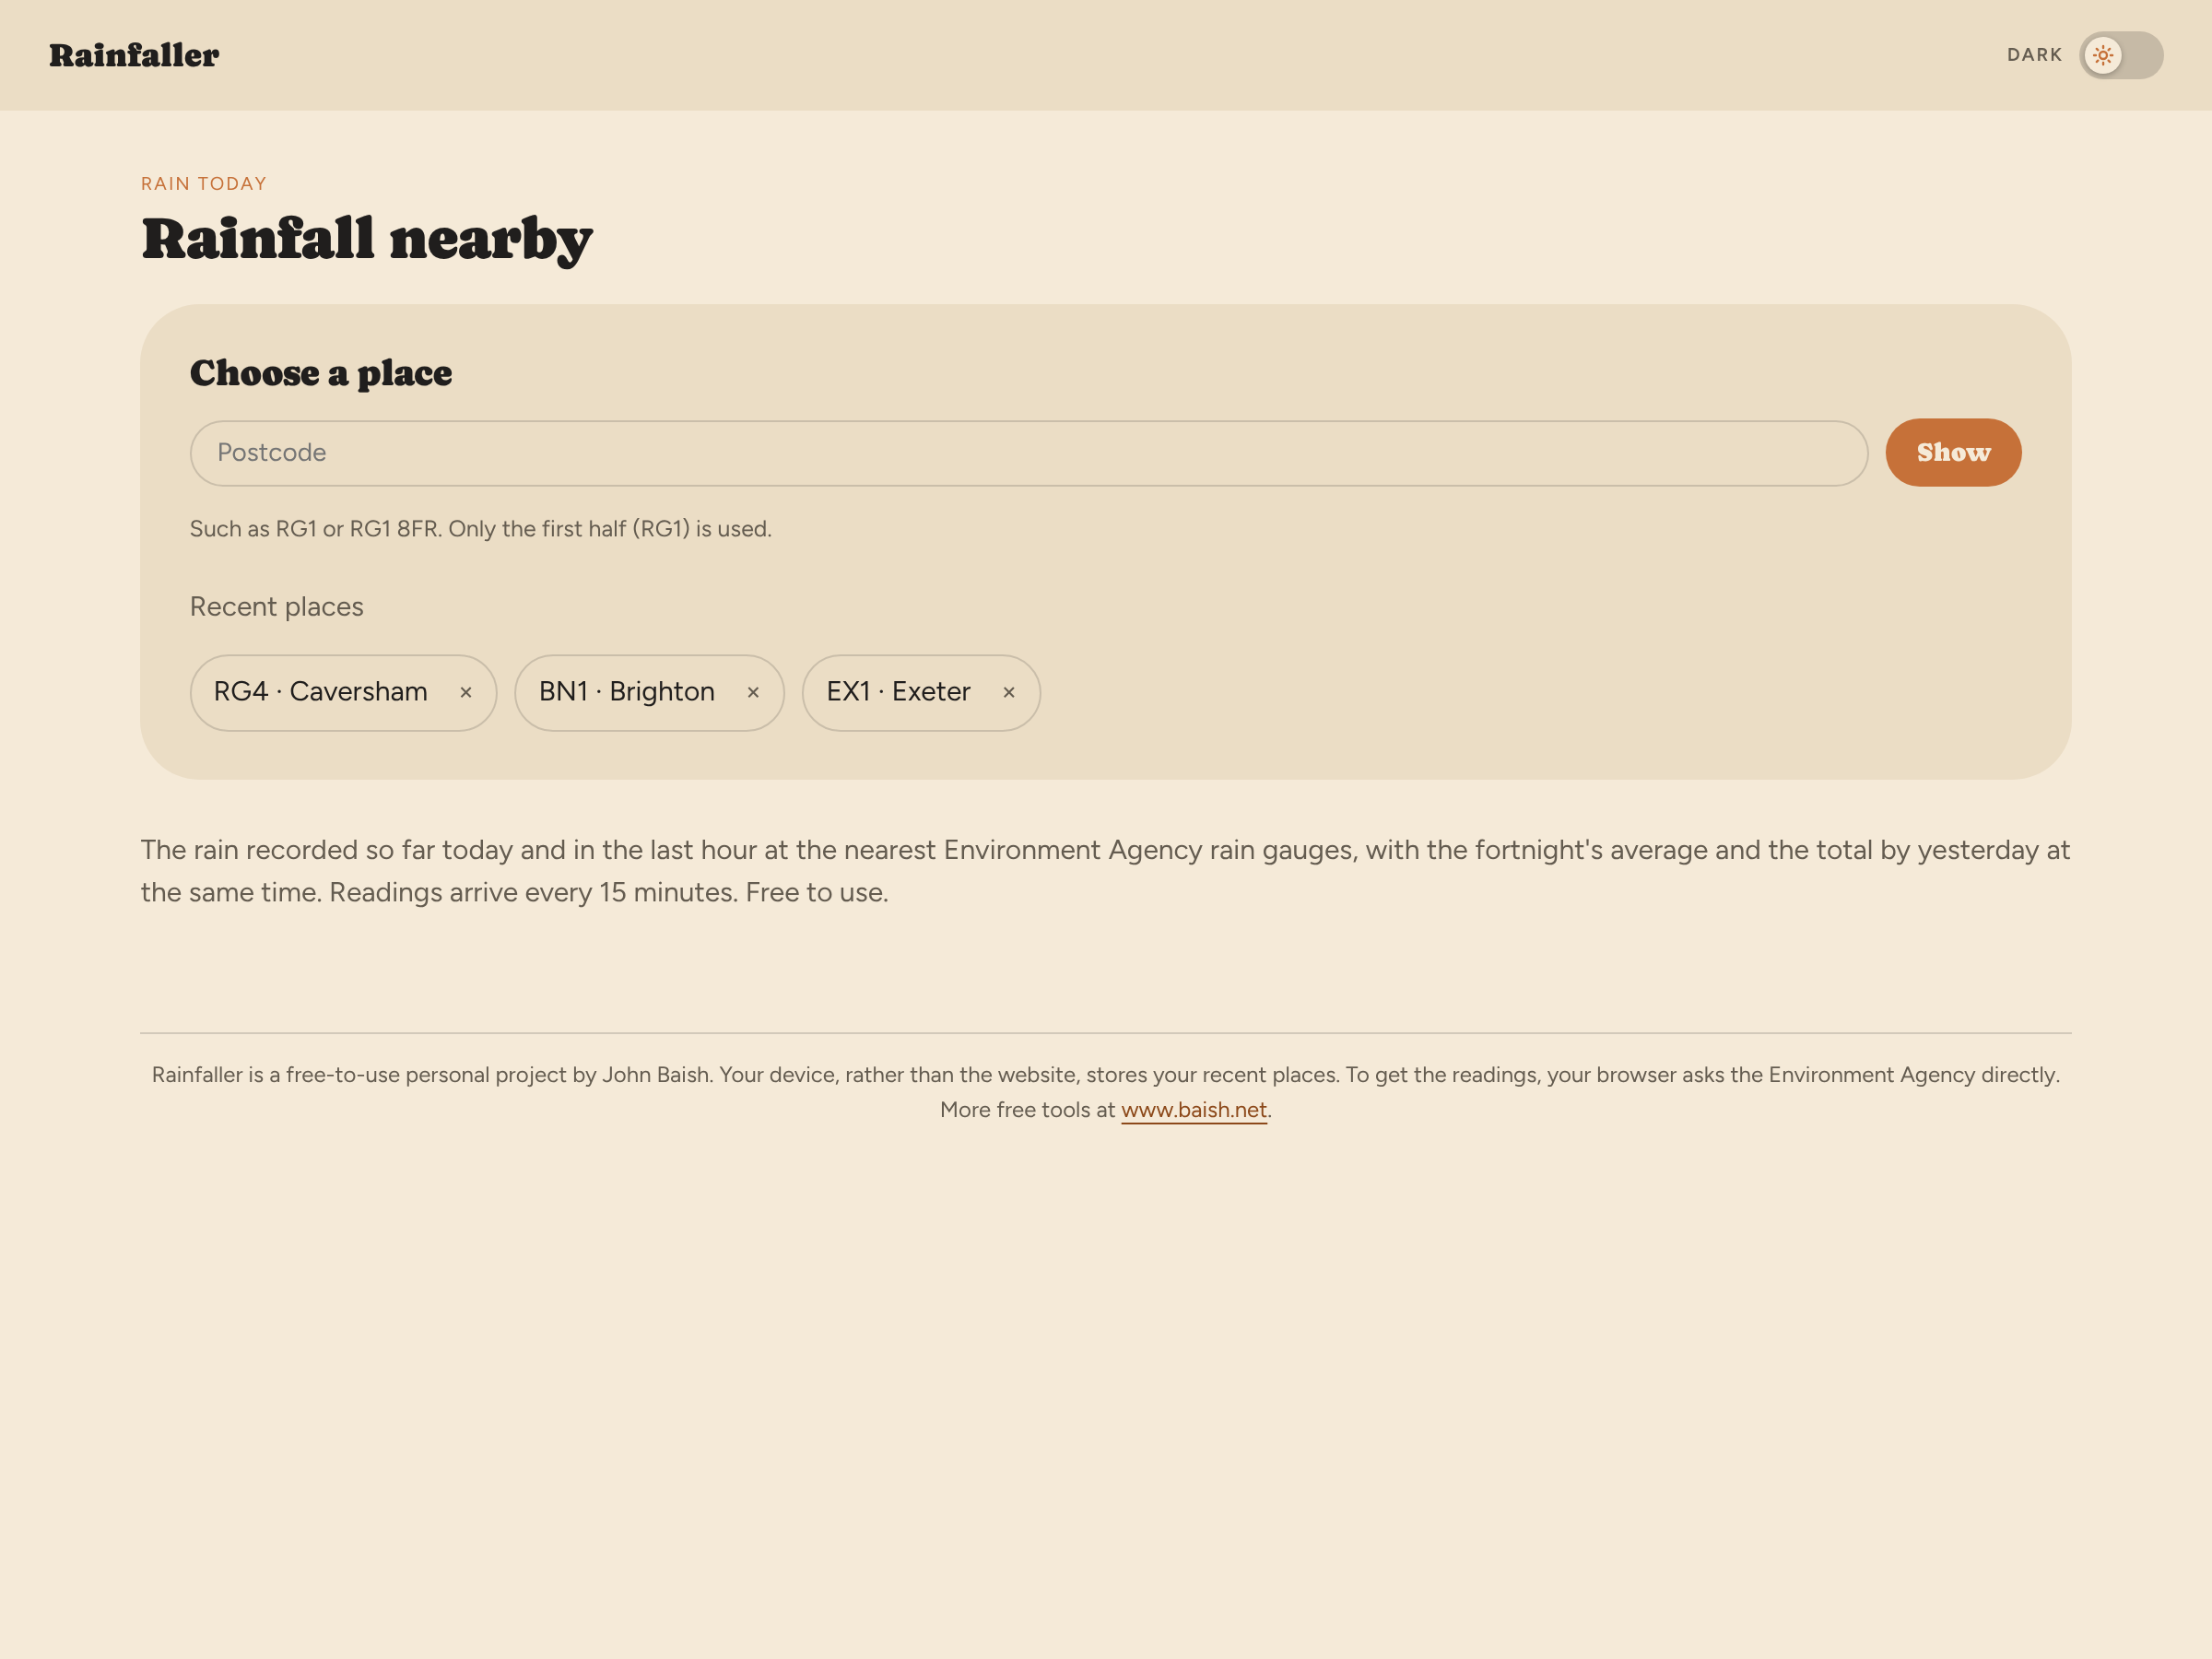 Rainfaller
DARK
RAIN TODAY
Rainfall nearby
Choose a place
Postcode
Show
Such as RG1 or RG1 8FR. Only the first half (RG1) is used.
Recent places
RG4 · Caversham ×
BN1 · Brighton ×
EX1 · Exeter ×
The rain recorded so far today and in the last hour at the nearest Environment Agency rain gauges, with the fortnight's average and the total by yesterday at
the same time. Readings arrive every 15 minutes. Free to use.
Rainfaller is a free-to-use personal project by John Baish. Your device, rather than the website, stores your recent places. To get the readings, your browser asks the Environment Agency directly.
More free tools at www.baish.net.